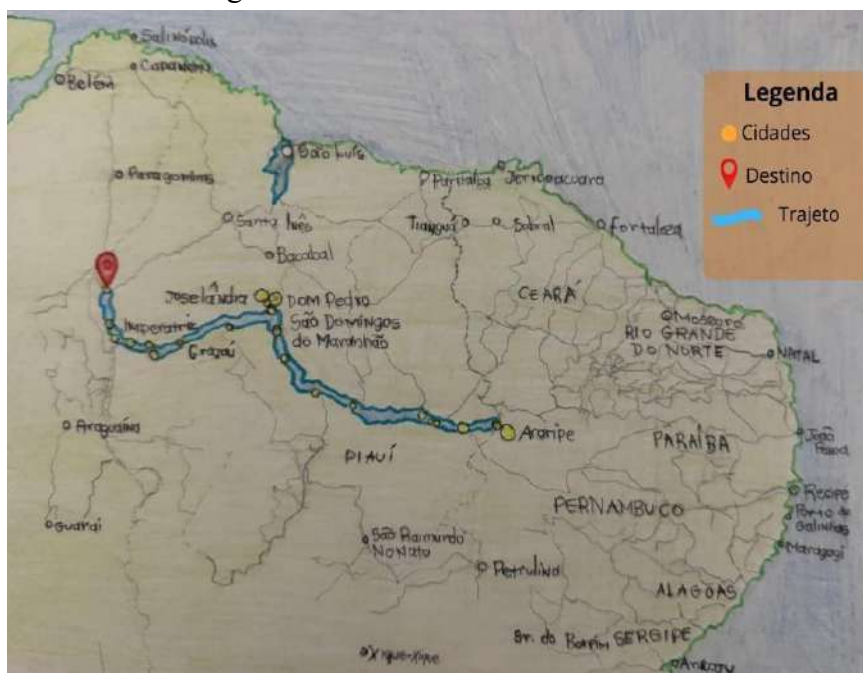 Salinópolis
Capanema
Belém
Legenda
Cidades
Destino
Trajeto
São Luís
Paragominas
Parnaíba
Jericoacoara
Santa Inês
Tianguá
Sobral
Fortaleza
Bacabal
CEARÁ
Joselândia
DOM PEDRO
Mossoró
Imperatriz
SÃO DOMINGOS
do Maranhão
RIO GRANDE
DO NORTE
NATAL
Grajaú
Araguaína
Araripe
PARAÍBA
João
Pessoa
PIAUÍ
Guaraí
PERNAMBUCO
Recife
Porto de
Galinhas
São Raimundo
Nonato
Maragogi
Petrolina
ALAGOAS
Sr. do Bonfim
SERGIPE
Xique-Xique